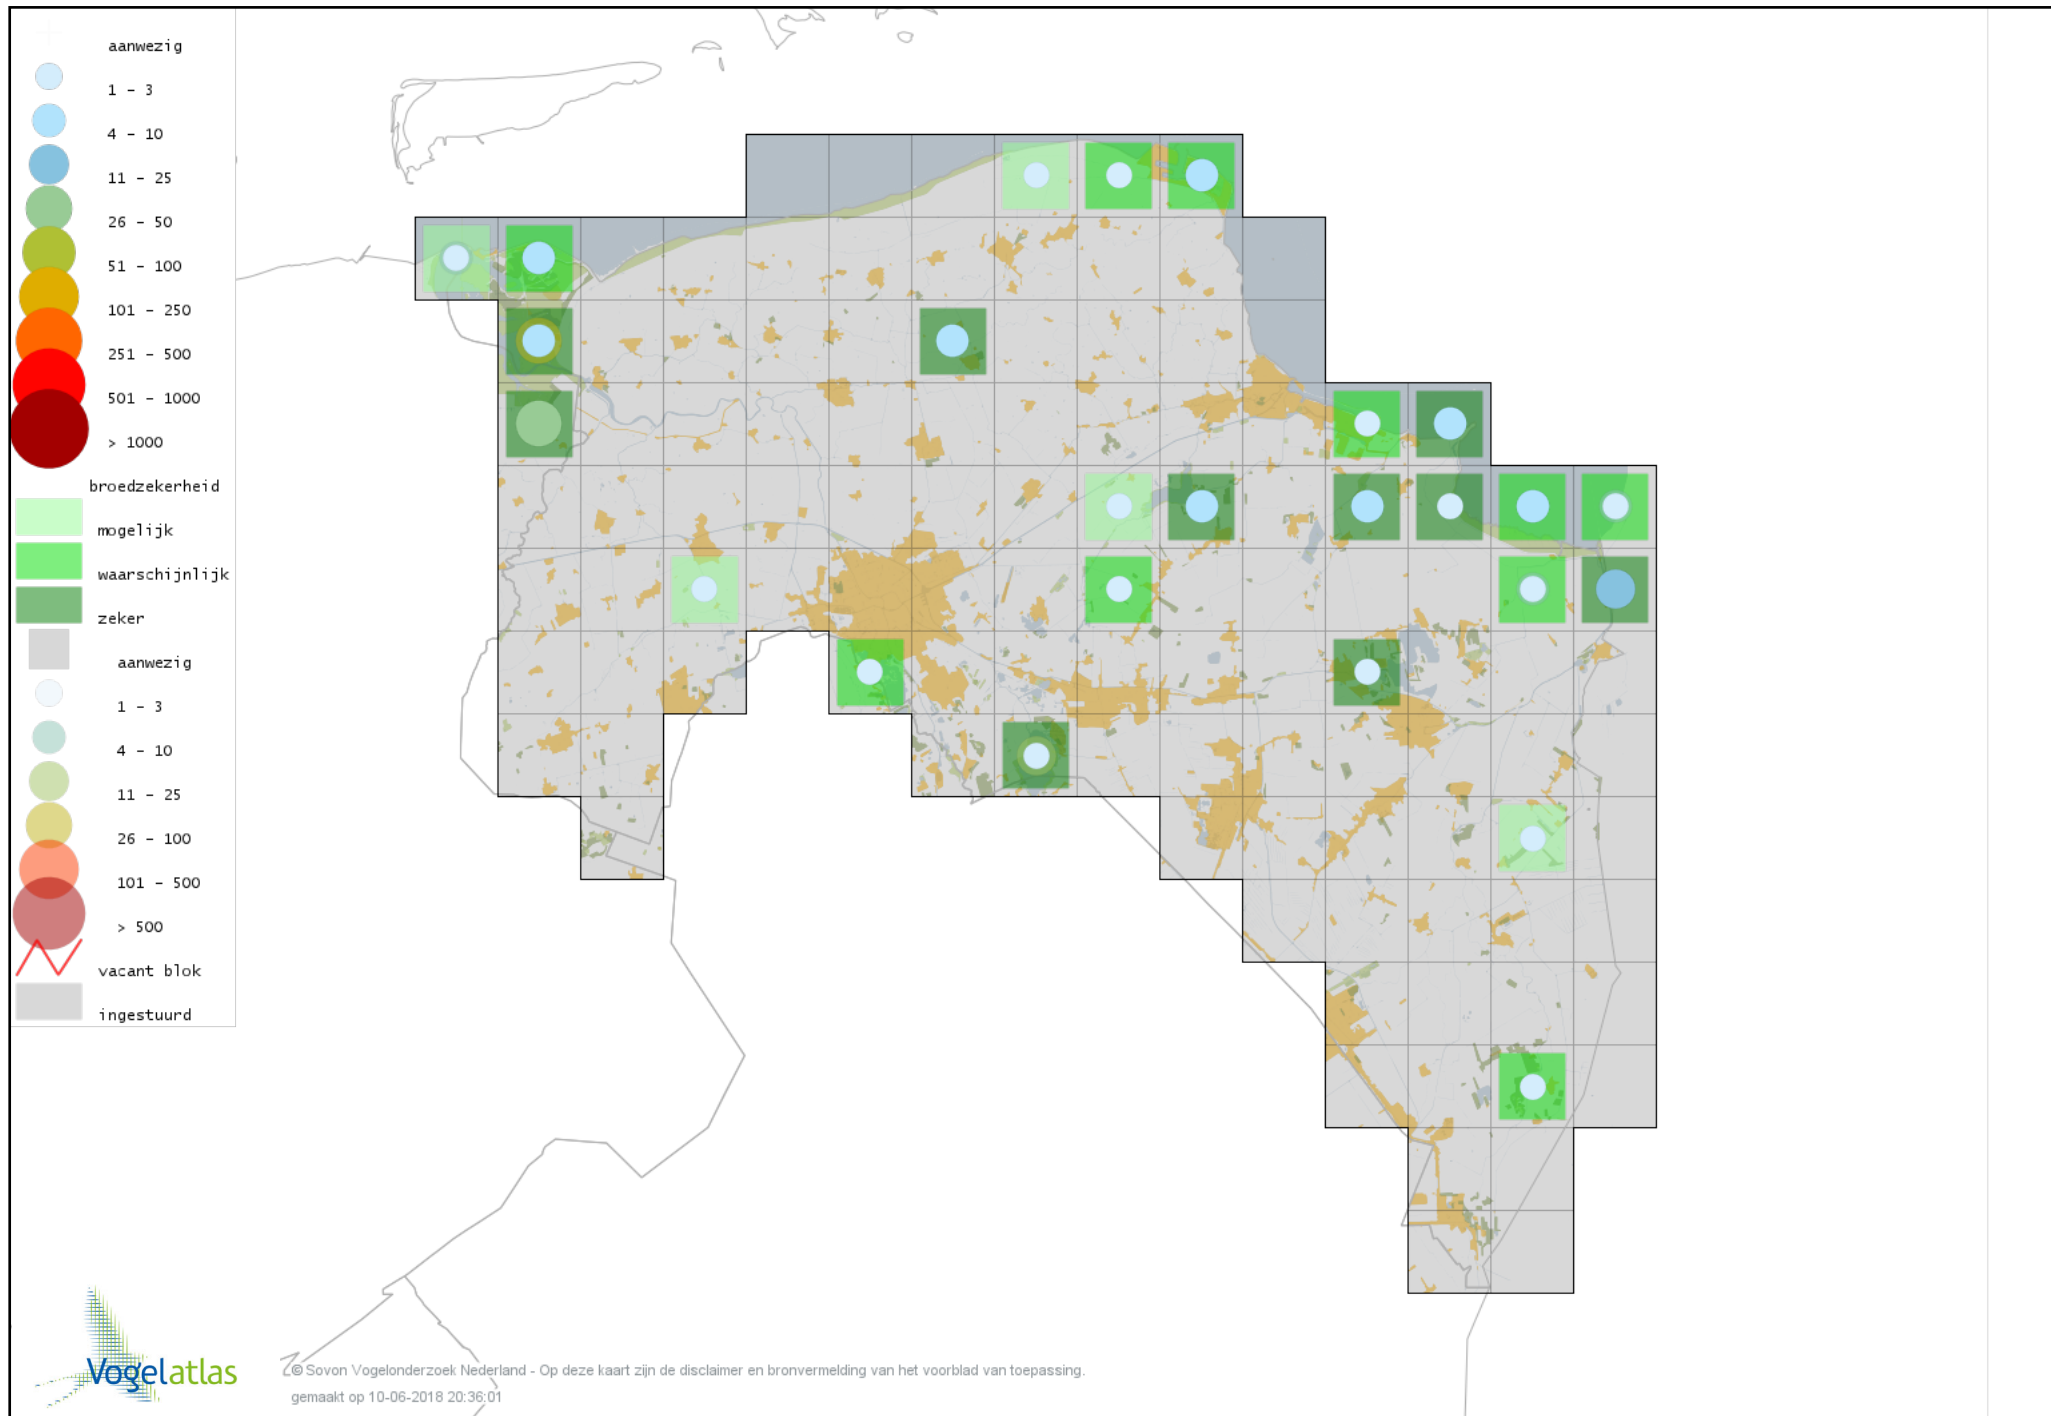 aanwezig
1 - 3
4 - 10
11 - 25
26 - 50
51 - 100
101 - 250
251 - 500
501 - 1000
> 1000
broedzekerheid
mogelijk
waarschijnlijk
zeker
aanwezig
1 - 3
4 - 10
11 - 25
26 - 100
101 - 500
> 500
vacant blok
ingestuurd
Vogelatlas
© Sovon Vogelonderzoek Nederland - Op deze kaart zijn de disclaimer en bronvermelding van het voorblad van toepassing.
gemaakt op 10-06-2018 20:36:01